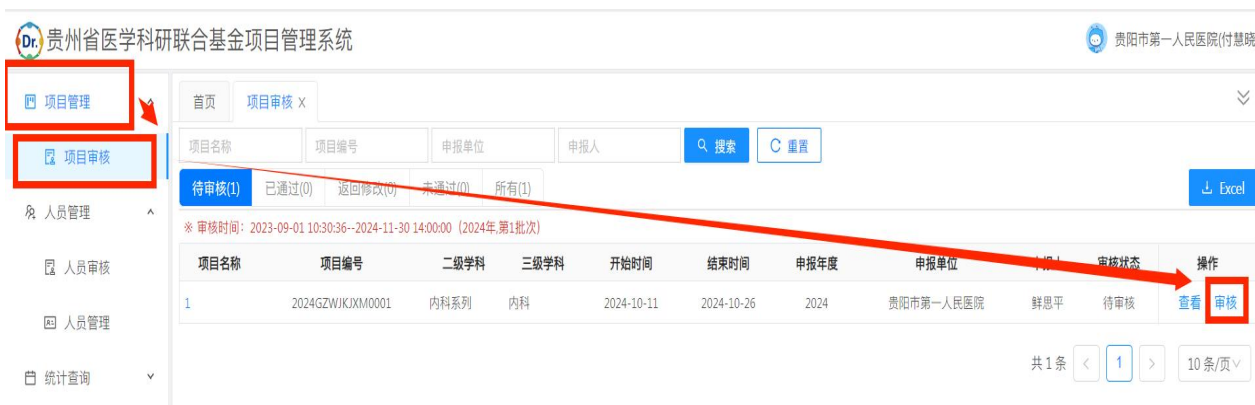 Dr. 贵州省医学科研联合基金项目管理系统
贵阳市第一人民医院(付慧晓
项目管理
首页 项目审核 X
项目审核
项目名称 项目编号 申报单位 申报人 搜索 重置
待审核(1) 已通过(0) 返回修改(0) 未通过(0) 所有(1)
Excel
人员管理
※ 审核时间：2023-09-01 10:30:36--2024-11-30 14:00:00（2024年,第1批次）
项目名称 项目编号 二级学科 三级学科 开始时间 结束时间 申报年度 申报单位 申报人 审核状态 操作
人员审核
1 2024GZWJKJXM0001 内科系列 内科 2024-10-11 2024-10-26 2024 贵阳市第一人民医院 鲜思平 待审核 查看 审核
人员管理
共 1 条 < 1 > 10 条/页
统计查询